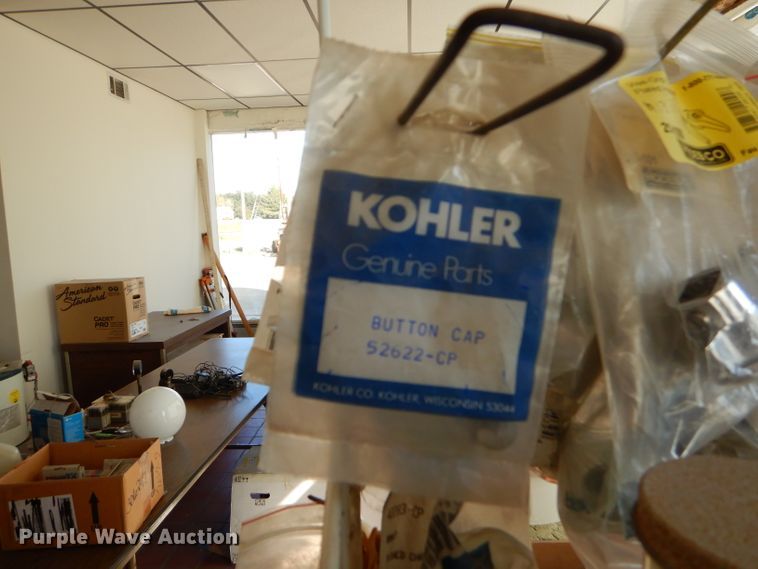 KOHLER
Genuine Parts
BUTTON CAP
52622-CP
KOHLER CO. KOHLER, WISCONSIN 53044
American
Standard
CADET
PRO
Purple Wave Auction